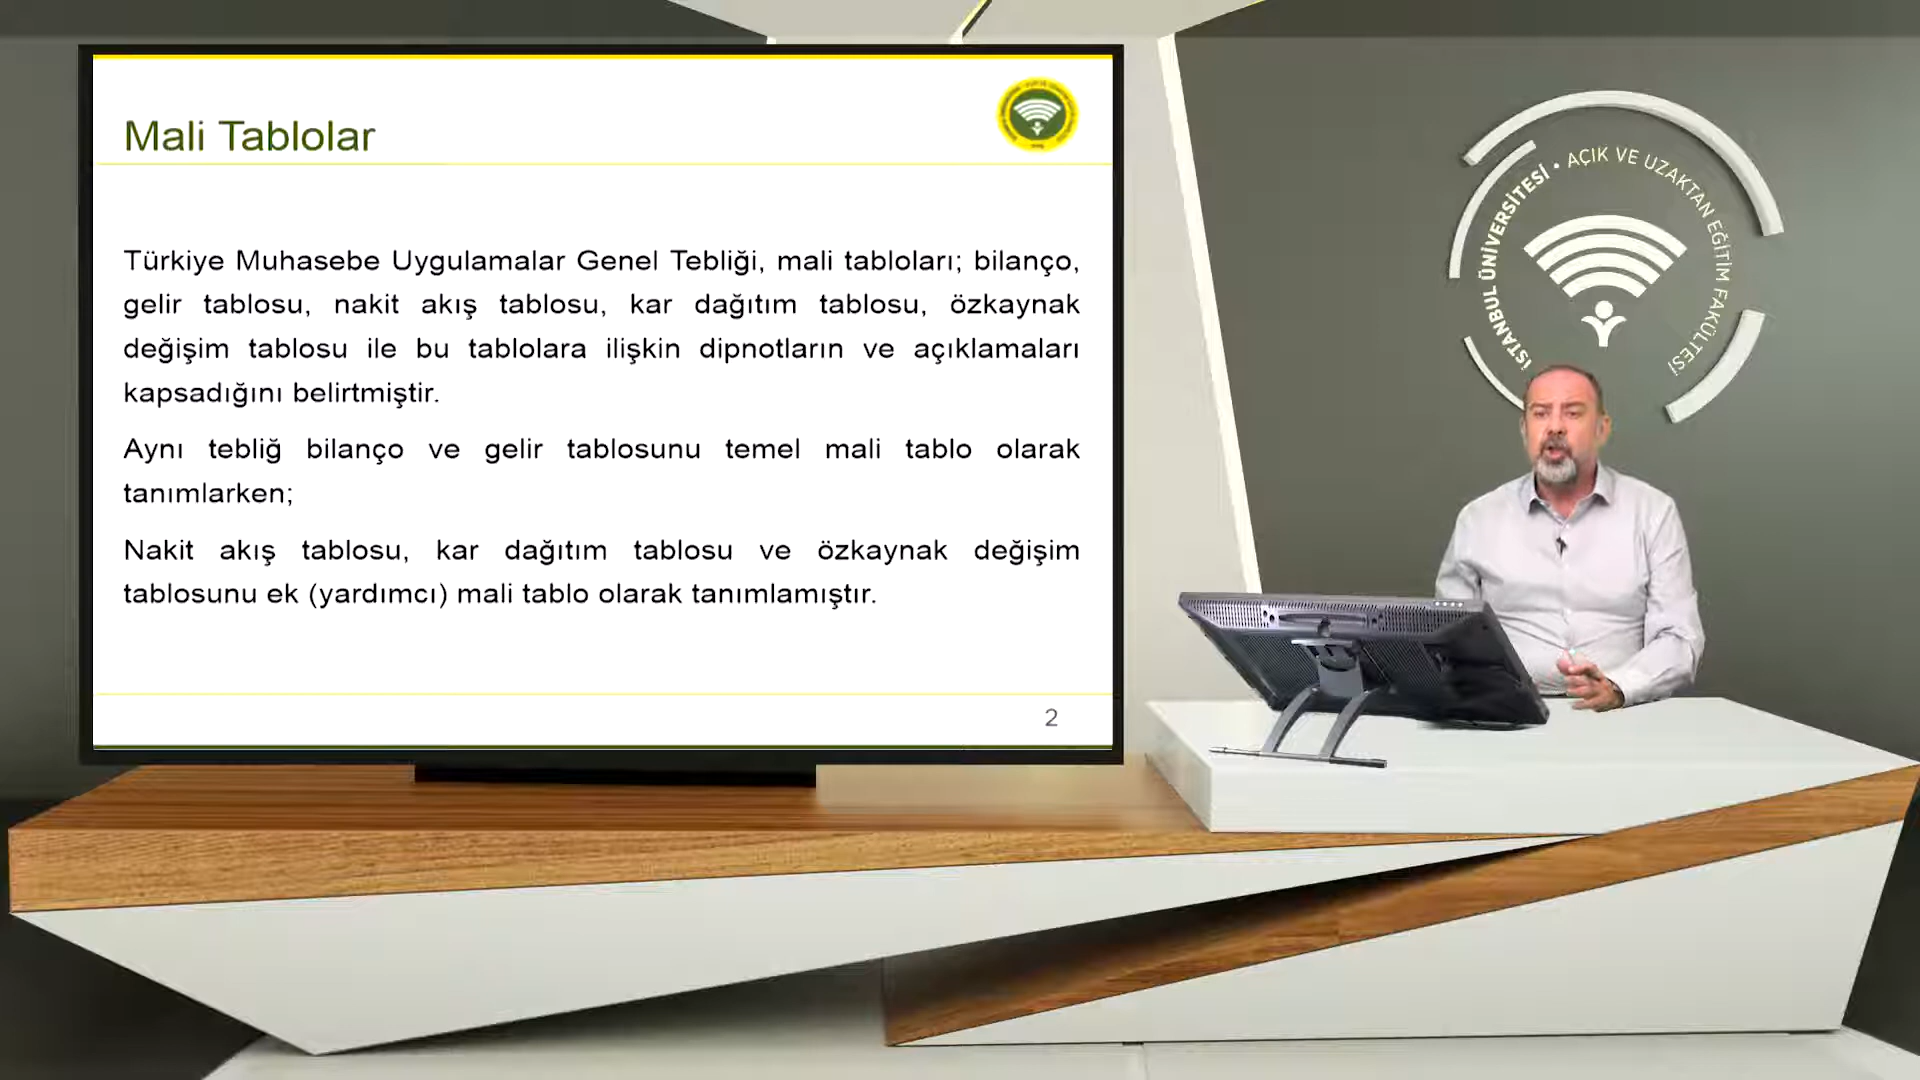 Mali Tablolar
Türkiye Muhasebe Uygulamalar Genel Tebliği, mali tabloları; bilanço,
gelir tablosu, nakit akış tablosu, kar dağıtım tablosu, özkaynak
değişim tablosu ile bu tablolara ilişkin dipnotların ve açıklamaları
kapsadığını belirtmiştir.
Aynı tebliğ bilanço ve gelir tablosunu temel mali tablo olarak
tanımlarken;
Nakit akış tablosu, kar dağıtım tablosu ve özkaynak değişim
tablosunu ek (yardımcı) mali tablo olarak tanımlamıştır.
2
İSTANBUL ÜNİVERSİTESİ • AÇIK VE UZAKTAN EĞİTİM FAKÜLTESİ